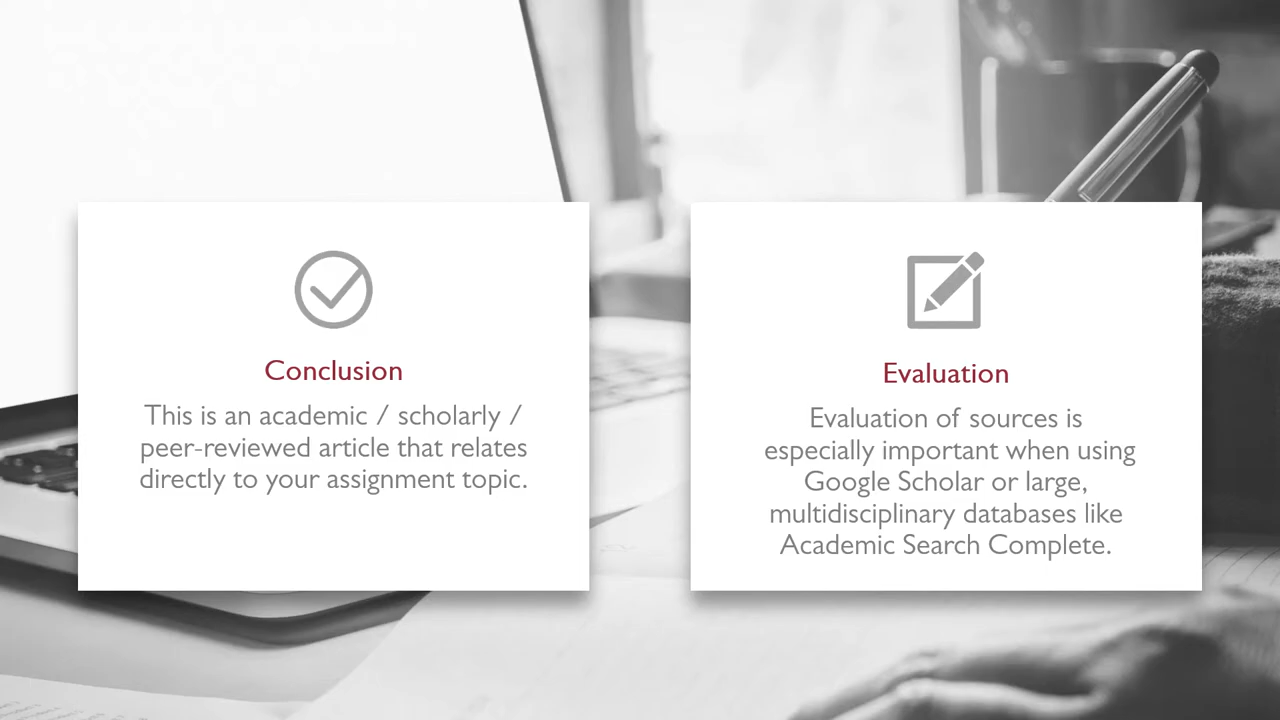 Conclusion
This is an academic / scholarly /
peer-reviewed article that relates
directly to your assignment topic.
Evaluation
Evaluation of sources is
especially important when using
Google Scholar or large,
multidisciplinary databases like
Academic Search Complete.